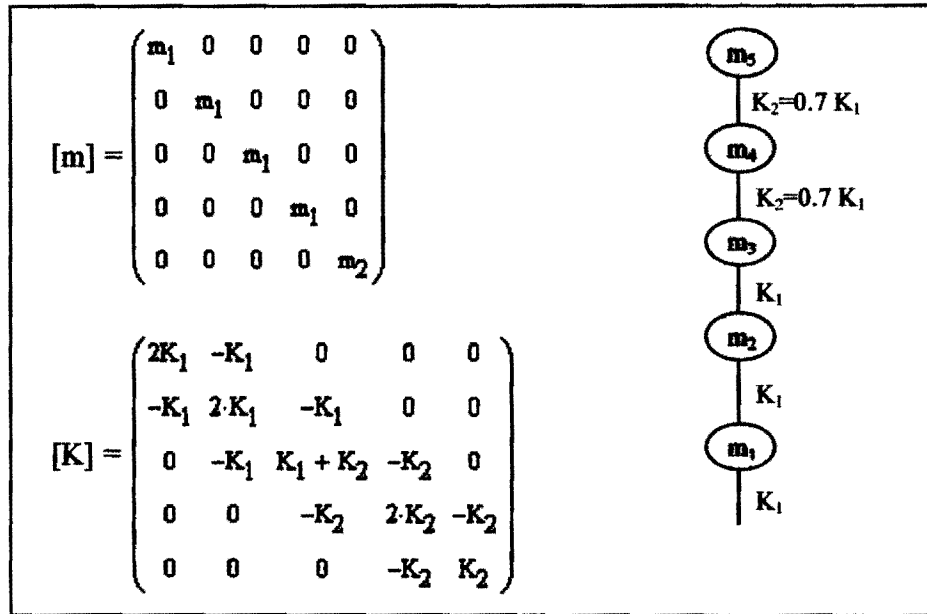 [m] =
m₁ 0 0 0 0
0 m₁ 0 0 0
0 0 m₁ 0 0
0 0 0 m₁ 0
0 0 0 0 m₂
[K] =
2K₁ -K₁ 0 0 0
-K₁ 2·K₁ -K₁ 0 0
0 -K₁ K₁ + K₂ -K₂ 0
0 0 -K₂ 2·K₂ -K₂
0 0 0 -K₂ K₂
m₅
K₂=0.7 K₁
m₄
K₂=0.7 K₁
m₃
K₁
m₂
K₁
m₁
K₁